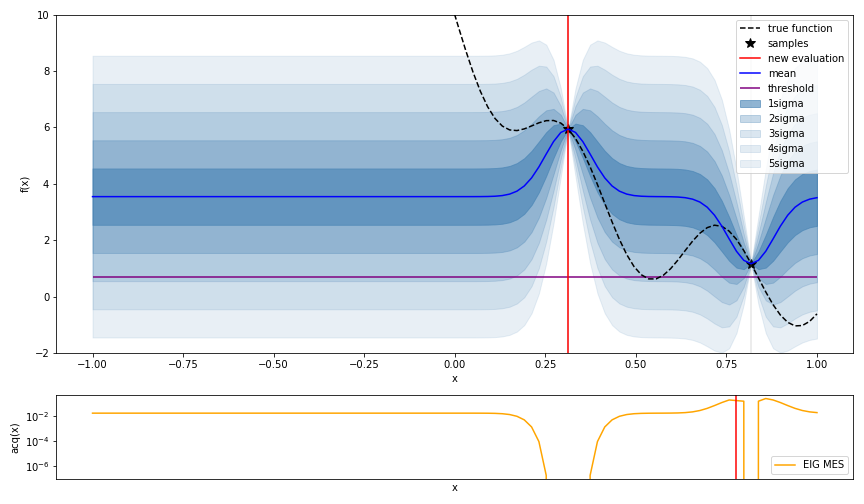 10
8
6
4
2
0
−2
f(x)
true function
samples
new evaluation
mean
threshold
1sigma
2sigma
3sigma
4sigma
5sigma
−1.00 −0.75 −0.50 −0.25 0.00 0.25 0.50 0.75 1.00
x
10⁻²
10⁻⁴
10⁻⁶
acq(x)
EIG MES
x